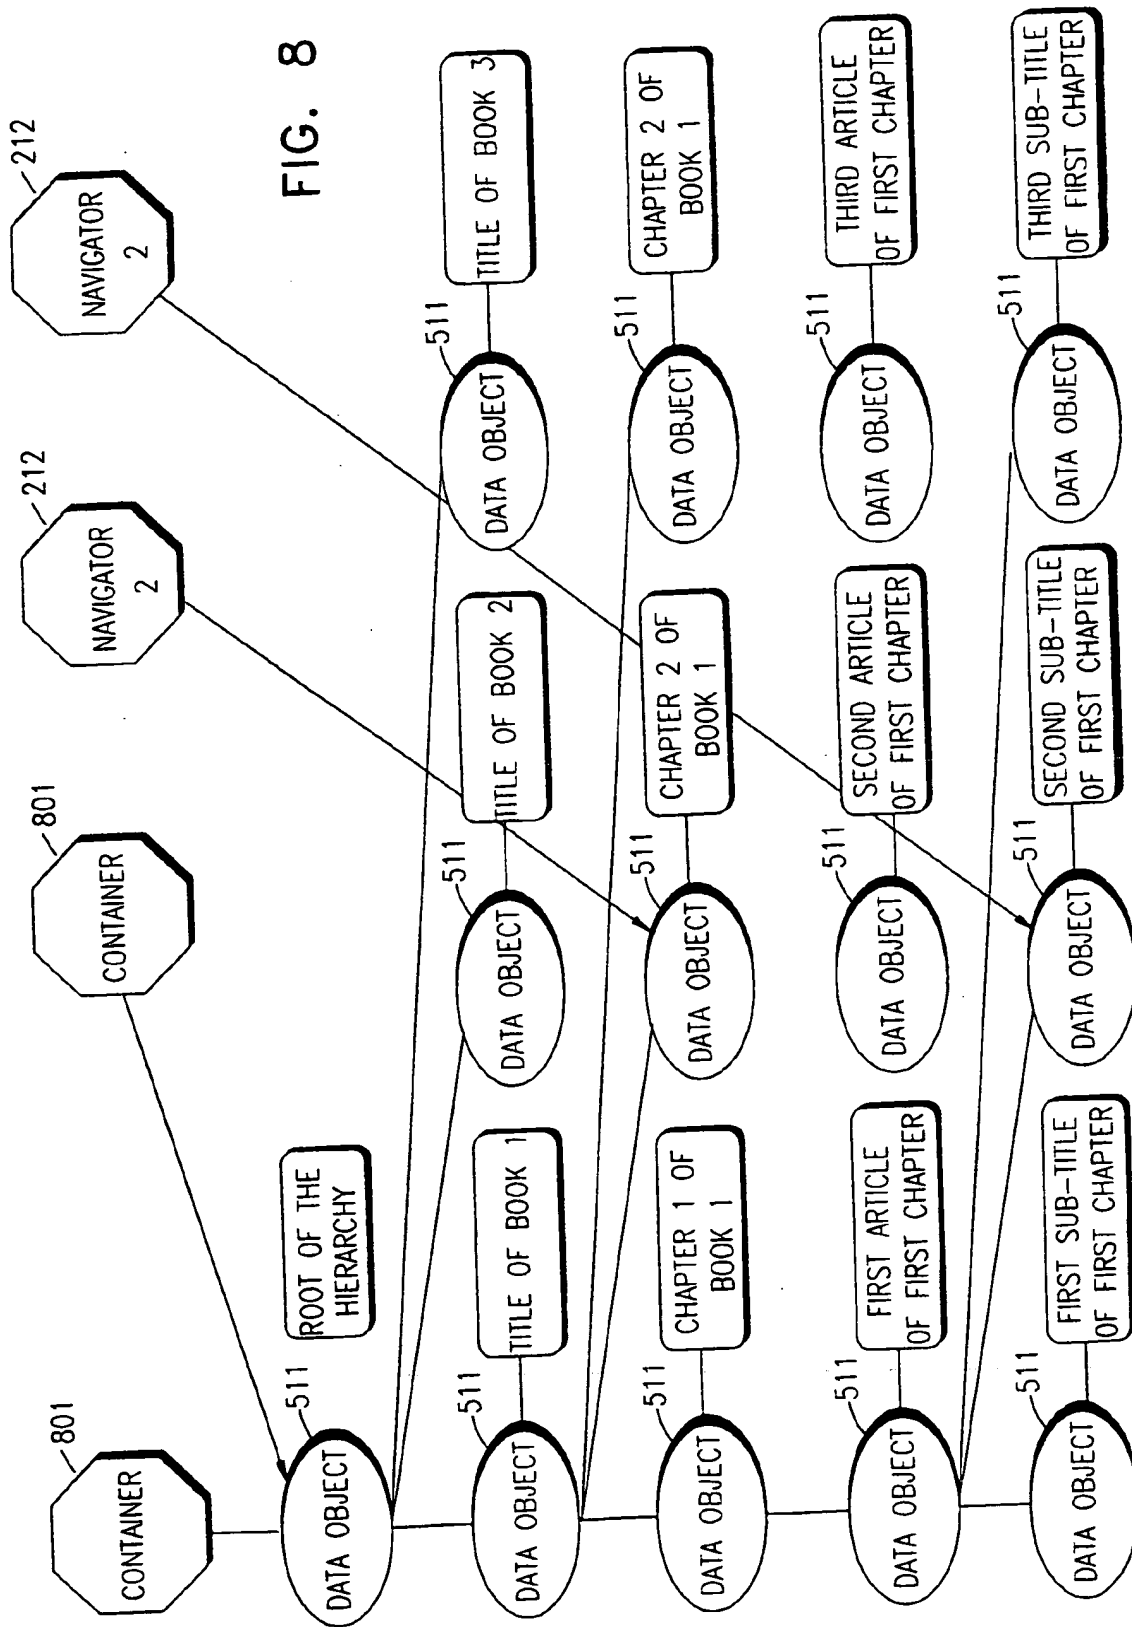 FIG. 8
CONTAINER
801
CONTAINER
801
NAVIGATOR
2
212
NAVIGATOR
2
212
DATA OBJECT
511
ROOT OF THE
HIERARCHY
DATA OBJECT
511
TITLE OF BOOK 1
DATA OBJECT
511
TITLE OF BOOK 2
DATA OBJECT
511
TITLE OF BOOK 3
DATA OBJECT
511
CHAPTER 1 OF
BOOK 1
DATA OBJECT
511
CHAPTER 2 OF
BOOK 1
DATA OBJECT
511
CHAPTER 2 OF
BOOK 1
DATA OBJECT
511
FIRST ARTICLE
OF FIRST CHAPTER
DATA OBJECT
511
SECOND ARTICLE
OF FIRST CHAPTER
DATA OBJECT
511
THIRD ARTICLE
OF FIRST CHAPTER
DATA OBJECT
511
FIRST SUB-TITLE
OF FIRST CHAPTER
DATA OBJECT
511
SECOND SUB-TITLE
OF FIRST CHAPTER
DATA OBJECT
511
THIRD SUB-TITLE
OF FIRST CHAPTER